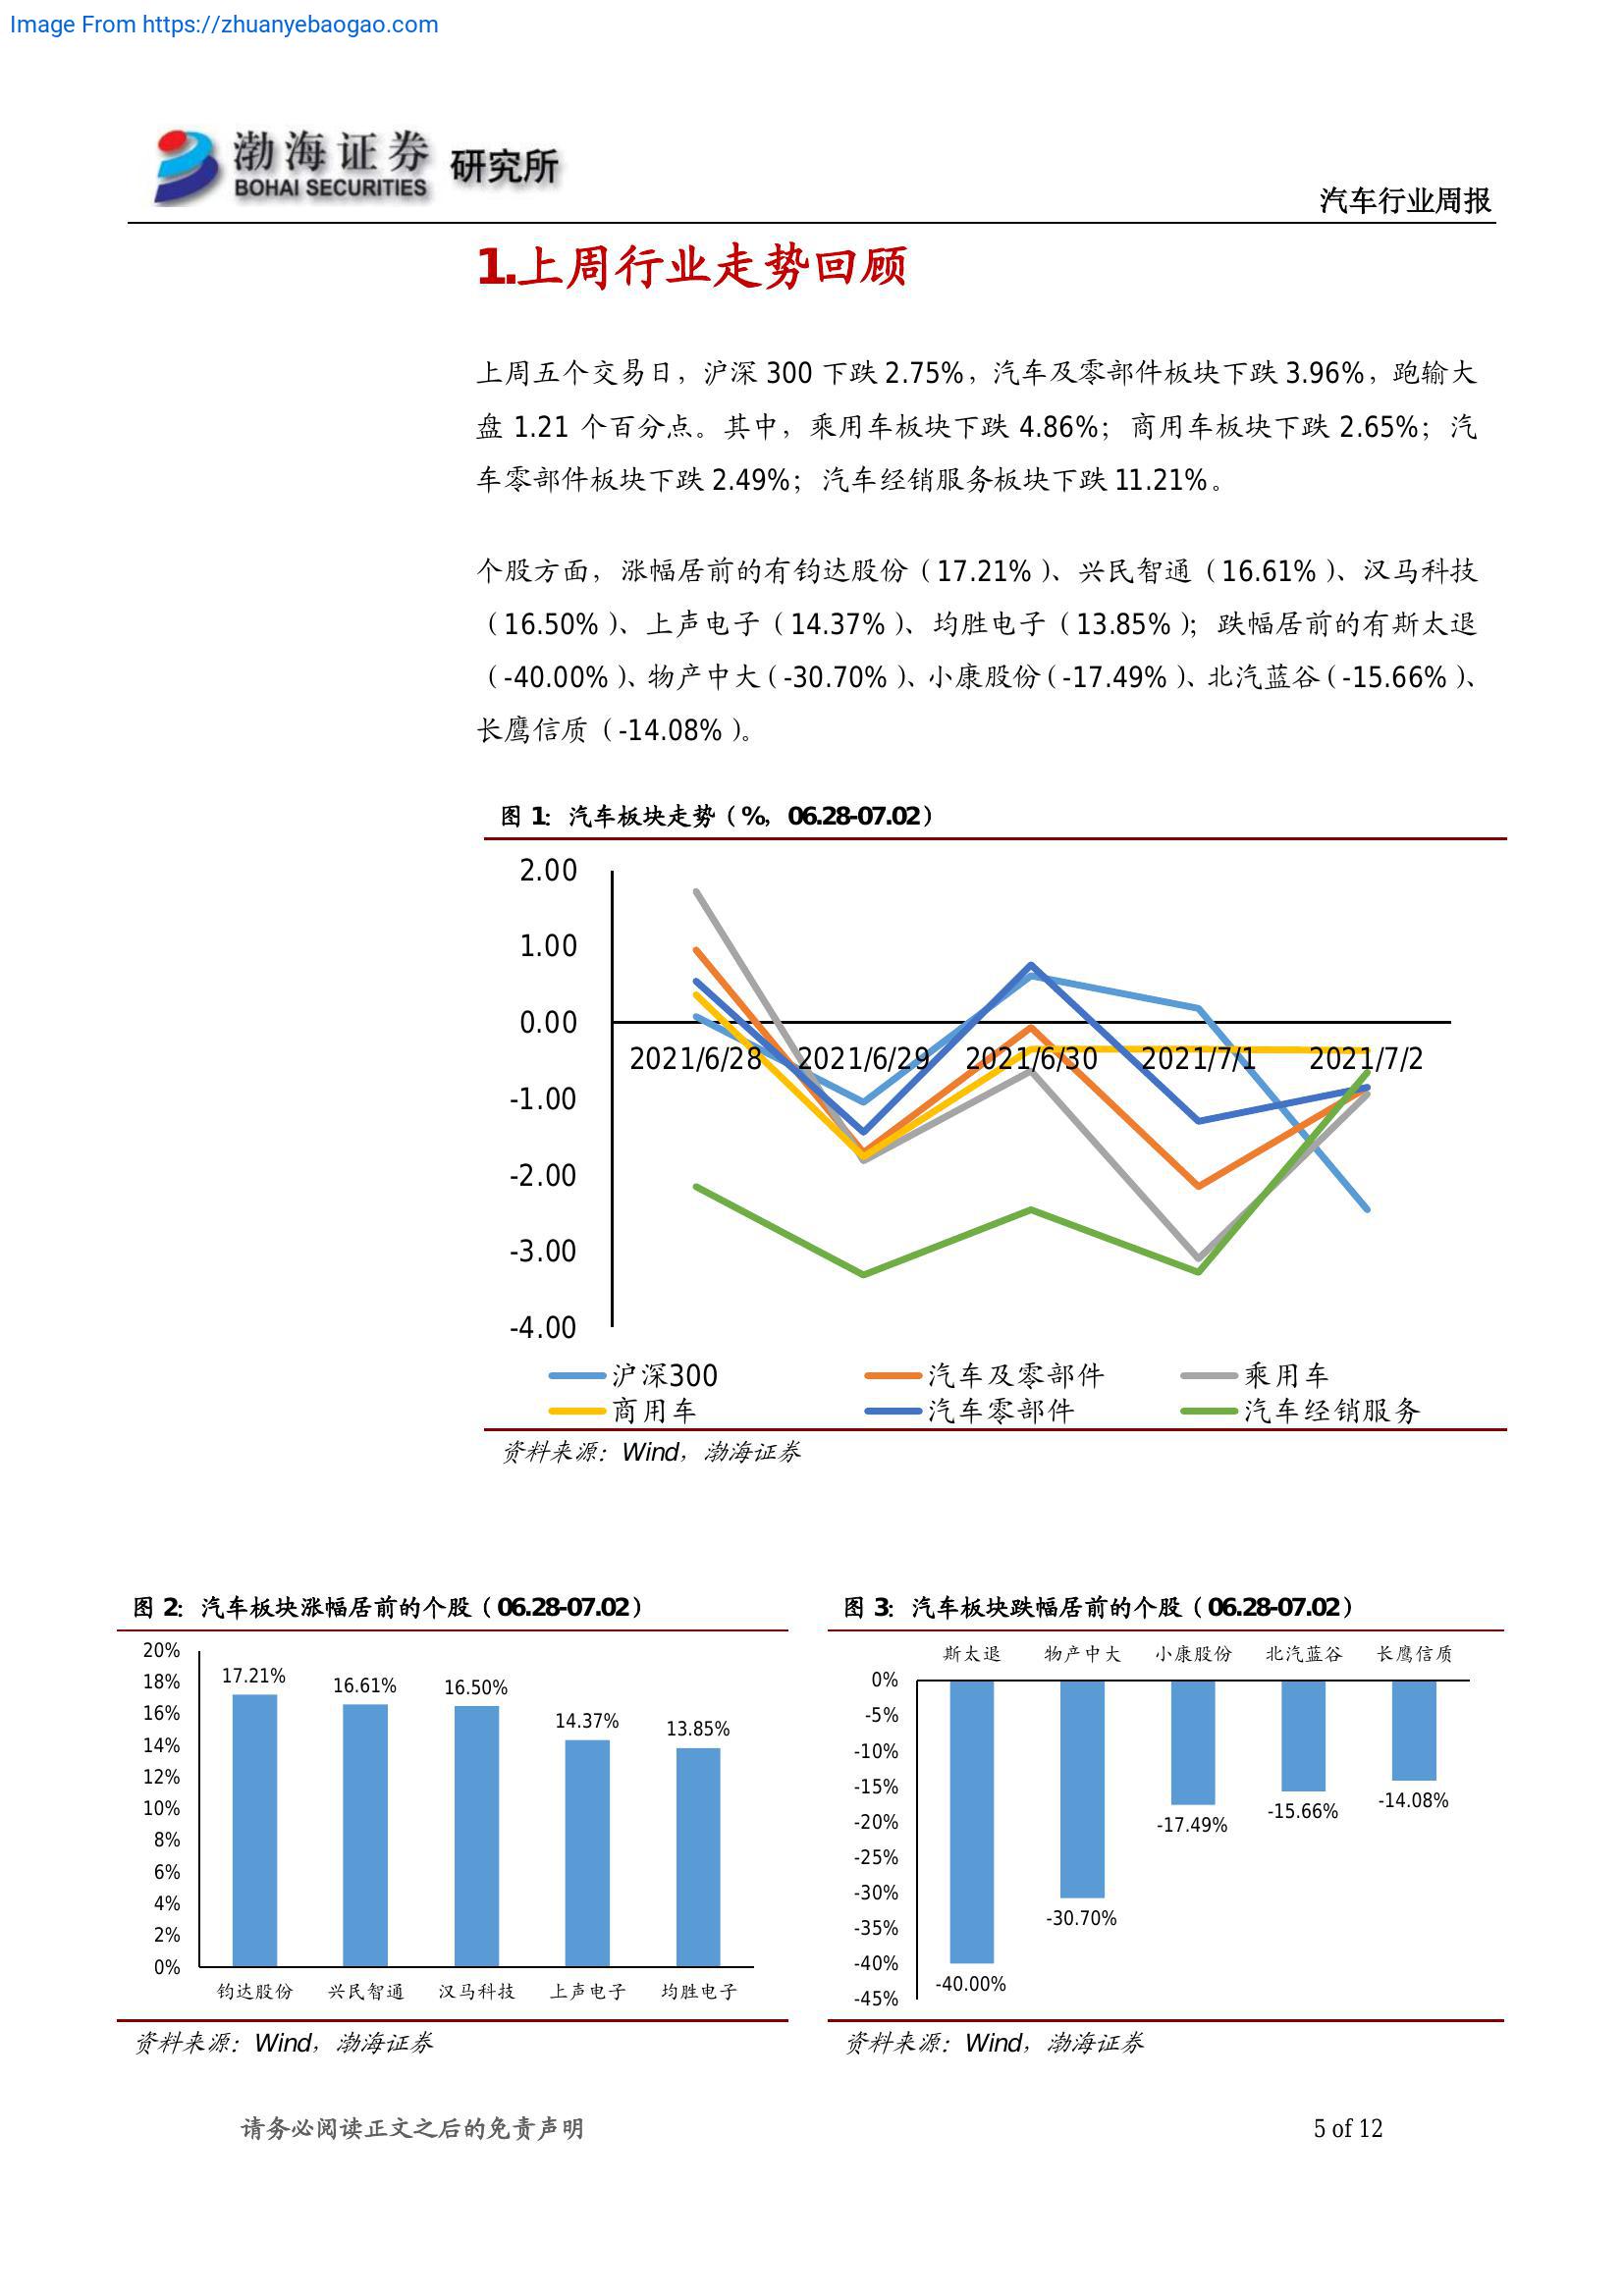 Image From https://zhuanyebaogao.com
渤海证券 研究所
BOHAI SECURITIES
汽车行业周报
1.上周行业走势回顾
上周五个交易日，沪深 300 下跌 2.75%，汽车及零部件板块下跌 3.96%，跑输大
盘 1.21 个百分点。其中，乘用车板块下跌 4.86%；商用车板块下跌 2.65%；汽
车零部件板块下跌 2.49%；汽车经销服务板块下跌 11.21%。
个股方面，涨幅居前的有钧达股份（17.21%）、兴民智通（16.61%）、汉马科技
（16.50%）、上声电子（14.37%）、均胜电子（13.85%）；跌幅居前的有斯太退
（-40.00%）、物产中大（-30.70%）、小康股份（-17.49%）、北汽蓝谷（-15.66%）、
长鹰信质（-14.08%）。
图 1：汽车板块走势（%，06.28-07.02）
2.00
1.00
0.00
2021/6/28 2021/6/29 2021/6/30 2021/7/1 2021/7/2
-1.00
-2.00
-3.00
-4.00
沪深300 汽车及零部件 乘用车
商用车 汽车零部件 汽车经销服务
资料来源：Wind，渤海证券
图 2：汽车板块涨幅居前的个股（06.28-07.02）
20%
18%
16%
14%
12%
10%
8%
6%
4%
2%
0%
17.21% 16.61% 16.50% 14.37% 13.85%
钧达股份 兴民智通 汉马科技 上声电子 均胜电子
资料来源：Wind，渤海证券
图 3：汽车板块跌幅居前的个股（06.28-07.02）
斯太退 物产中大 小康股份 北汽蓝谷 长鹰信质
0%
-5%
-10%
-15%
-20%
-25%
-30%
-35%
-40%
-45%
-40.00% -30.70% -17.49% -15.66% -14.08%
资料来源：Wind，渤海证券
请务必阅读正文之后的免责声明
5 of 12